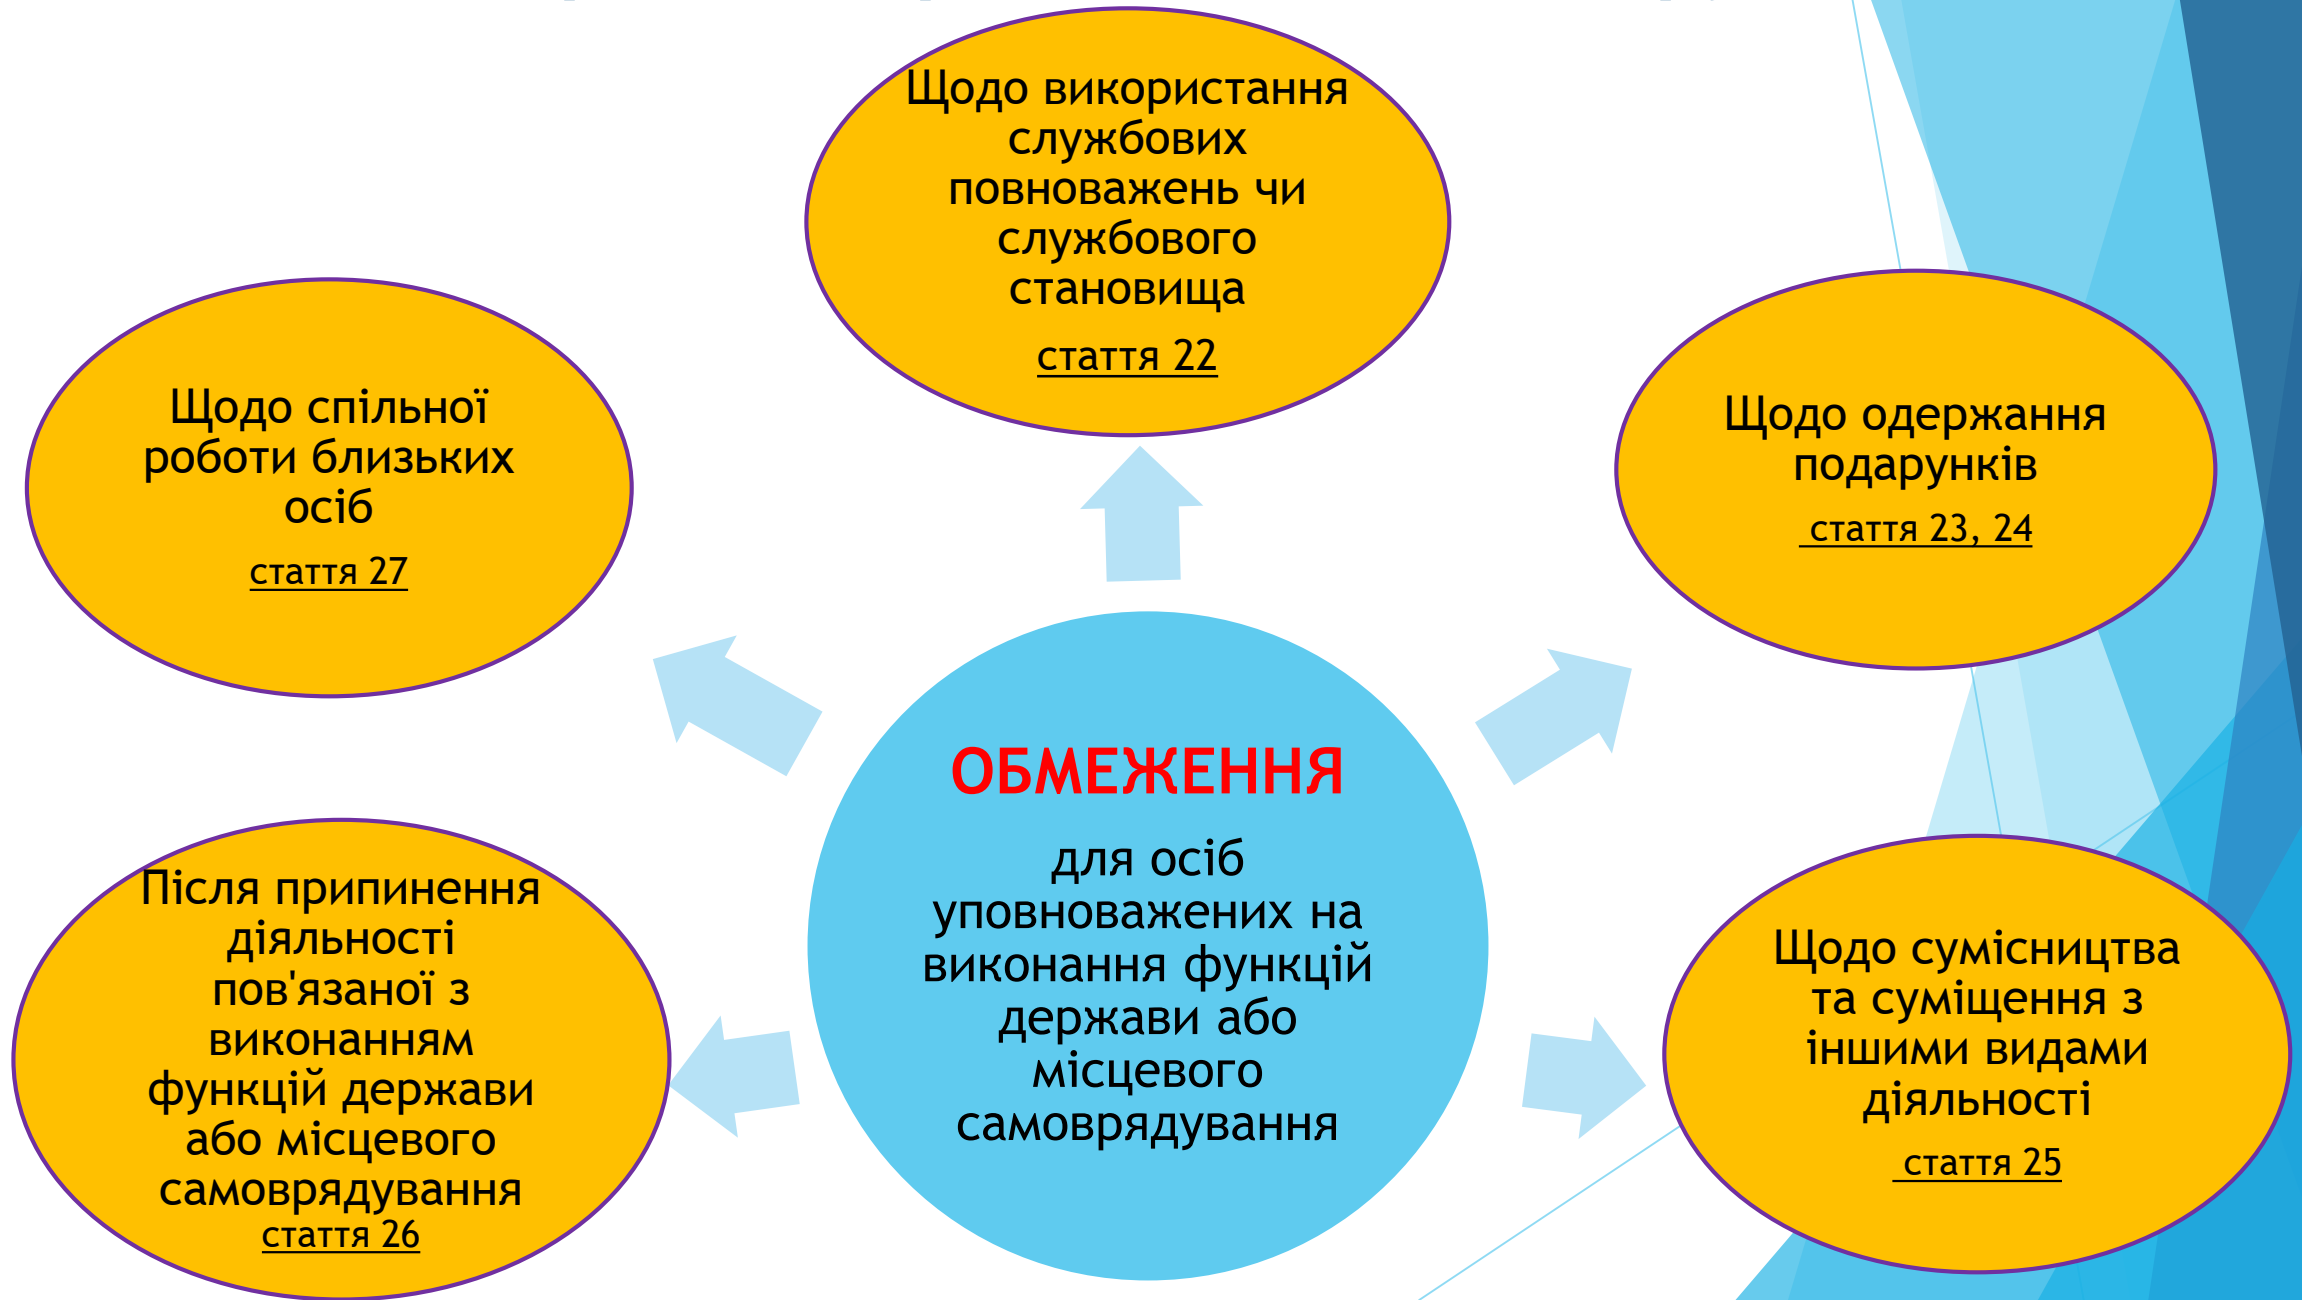 Щодо використання
службових
повноважень чи
службового
становища
стаття 22
Щодо спільної
роботи близьких
осіб
стаття 27
Щодо одержання
подарунків
стаття 23, 24
ОБМЕЖЕННЯ
для осіб
уповноважених на
виконання функцій
держави або
місцевого
самоврядування
Після припинення
діяльності
пов'язаної з
виконанням
функцій держави
або місцевого
самоврядування
стаття 26
Щодо сумісництва
та суміщення з
іншими видами
діяльності
стаття 25